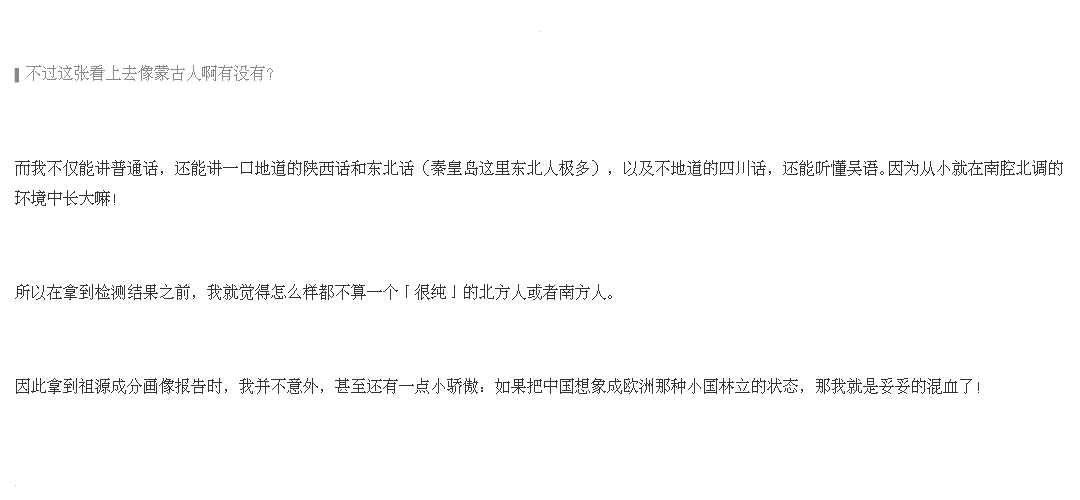 不过这张看上去像蒙古人啊有没有?
而我不仅能讲普通话，还能讲一口地道的陕西话和东北话（秦皇岛这里东北人极多），以及不地道的四川话，还能听懂吴语。因为从小就在南腔北调的
环境中长大嘛!
所以在拿到检测结果之前，我就觉得怎么样都不算一个「很纯」的北方人或者南方人。
因此拿到祖源成分画像报告时，我并不意外，甚至还有一点小骄傲：如果把中国想象成欧洲那种小国林立的状态，那我就是妥妥的混血了!